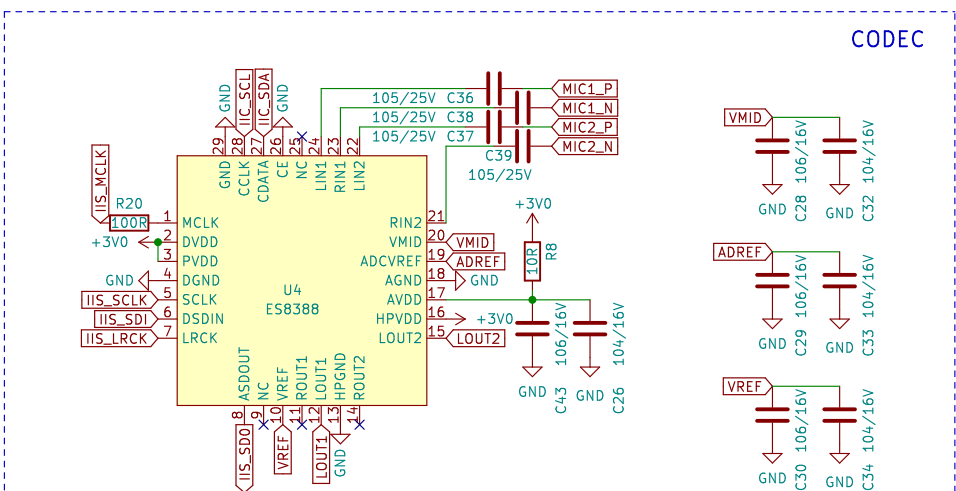 CODEC
GND
IIC_SCL
IIC_SDA
GND
105/25V C36
MIC1_P
105/25V C38
MIC1_N
105/25V C37
MIC2_P
C39
MIC2_N
105/25V
29
28
27
26
25
24
23
22
GND
CCLK
CDATA
CE
NC
LIN1
RIN1
LIN2
IIS_MCLK
R20
100R
1 MCLK
+3V0
2 DVDD
3 PVDD
GND
4 DGND
IIS_SCLK
5 SCLK
IIS_SDI
6 DSDIN
IIS_LRCK
7 LRCK
U4
ES8388
RIN2 21
VMID 20
VMID
ADCVREF 19
ADREF
AGND 18
GND
AVDD 17
HPVDD 16
+3V0
LOUT2 15
LOUT2
+3V0
10R
R8
106/16V
C43
GND
104/16V
C26
GND
ASDOUT
NC
VREF
ROUT1
LOUT1
HPGND
ROUT2
8
9
10
11
12
13
14
IIS_SDO
VREF
LOUT1
GND
VMID
106/16V
C28
GND
104/16V
C32
GND
ADREF
106/16V
C29
GND
104/16V
C33
GND
VREF
106/16V
C30
GND
104/16V
C34
GND